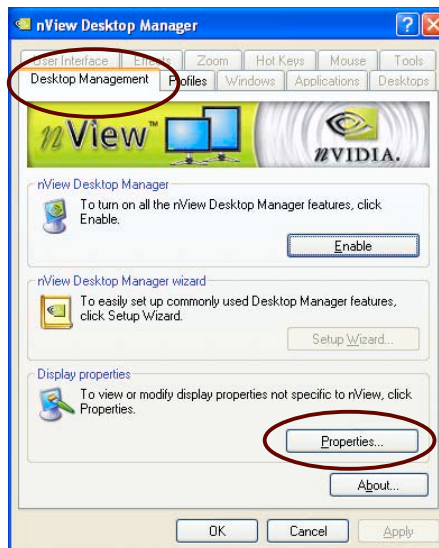 nView Desktop Manager
User Interface Effects Zoom Hot Keys Mouse Tools
Desktop Management Profiles Windows Applications Desktops
nView™ nVIDIA.
nView Desktop Manager
To turn on all the nView Desktop Manager features, click
Enable.
Enable
nView Desktop Manager wizard
To easily set up commonly used Desktop Manager features,
click Setup Wizard.
Setup Wizard...
Display properties
To view or modify display properties not specific to nView, click
Properties.
Properties...
About...
OK Cancel Apply